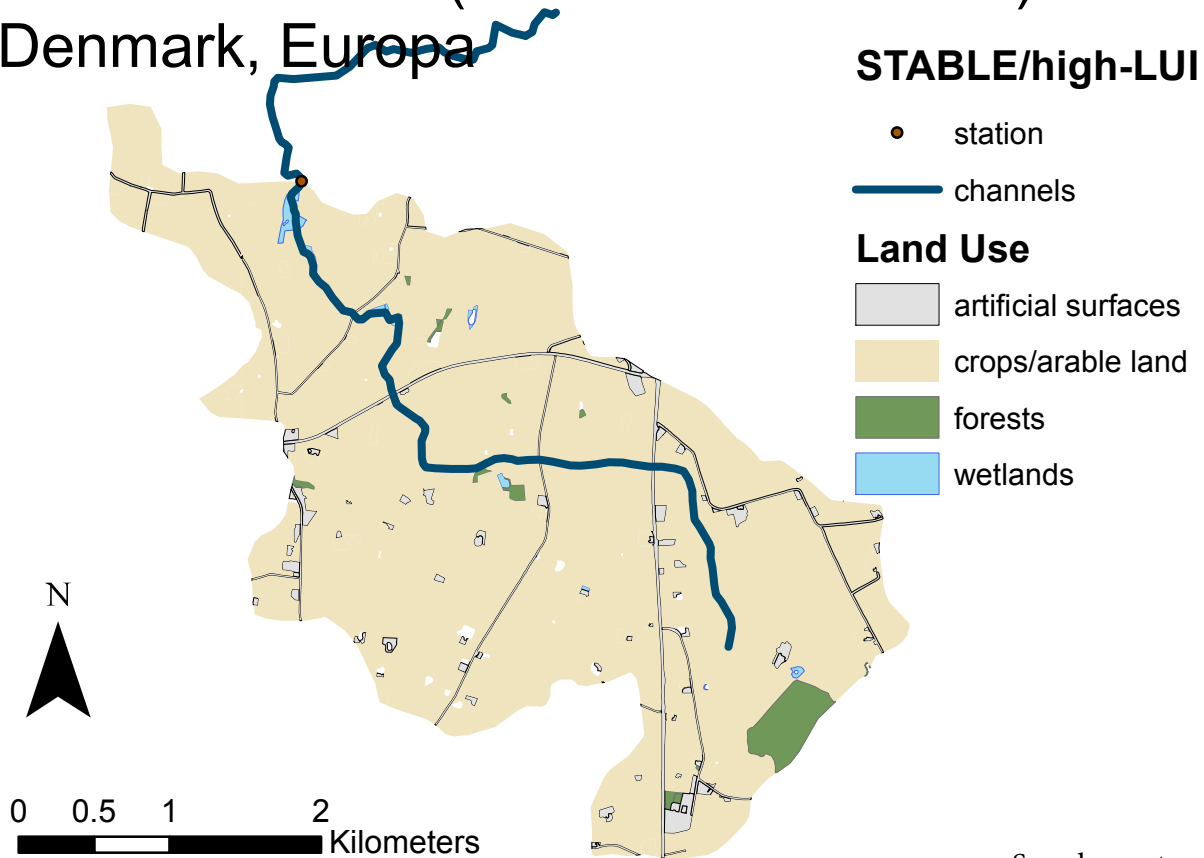 Denmark, Europa
STABLE/high-LUI
station
channels
Land Use
artificial surfaces
crops/arable land
forests
wetlands
N
0 0.5 1 2
Kilometers